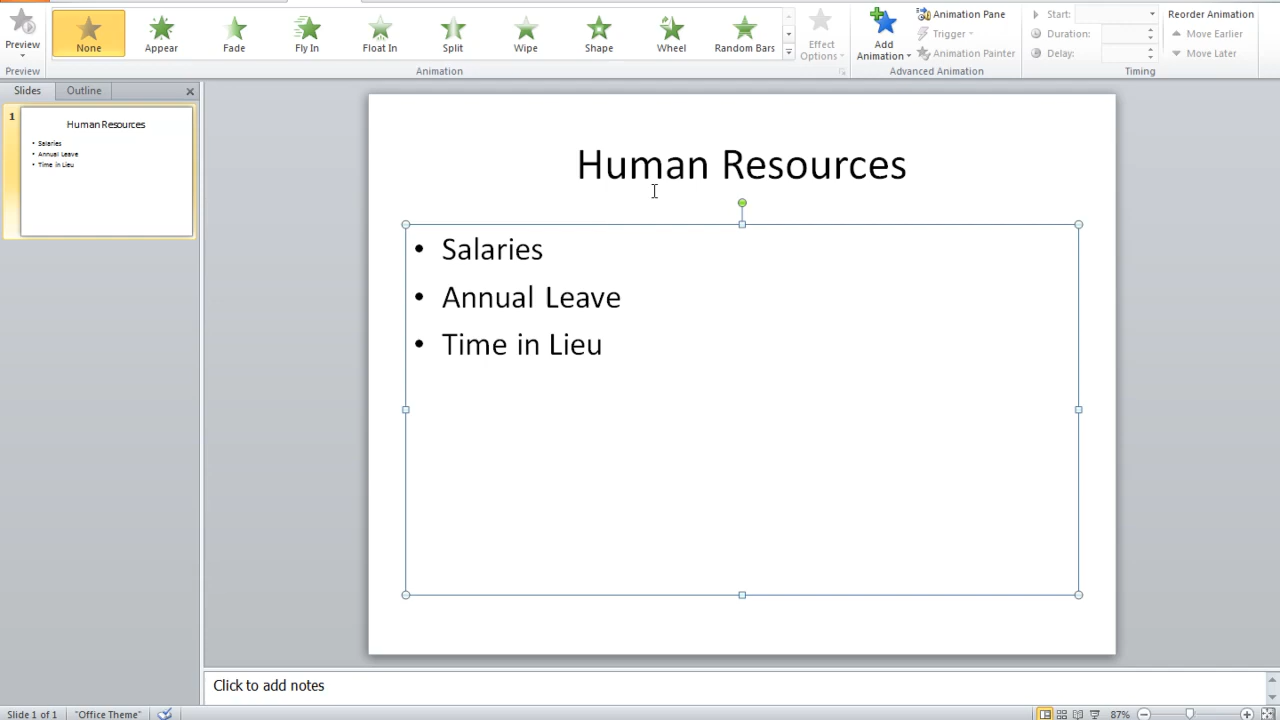 Preview
None
Appear
Fade
Fly In
Float In
Split
Wipe
Shape
Wheel
Random Bars
Effect
Options
Add
Animation
Animation Pane
Trigger
Animation Painter
Start:
Duration:
Delay:
Reorder Animation
Move Earlier
Move Later
Preview
Animation
Advanced Animation
Timing
Slides
Outline
1
Human Resources
• Salaries
• Annual Leave
• Time in Lieu
Human Resources
• Salaries
• Annual Leave
• Time in Lieu
Click to add notes
Slide 1 of 1
"Office Theme"
87%